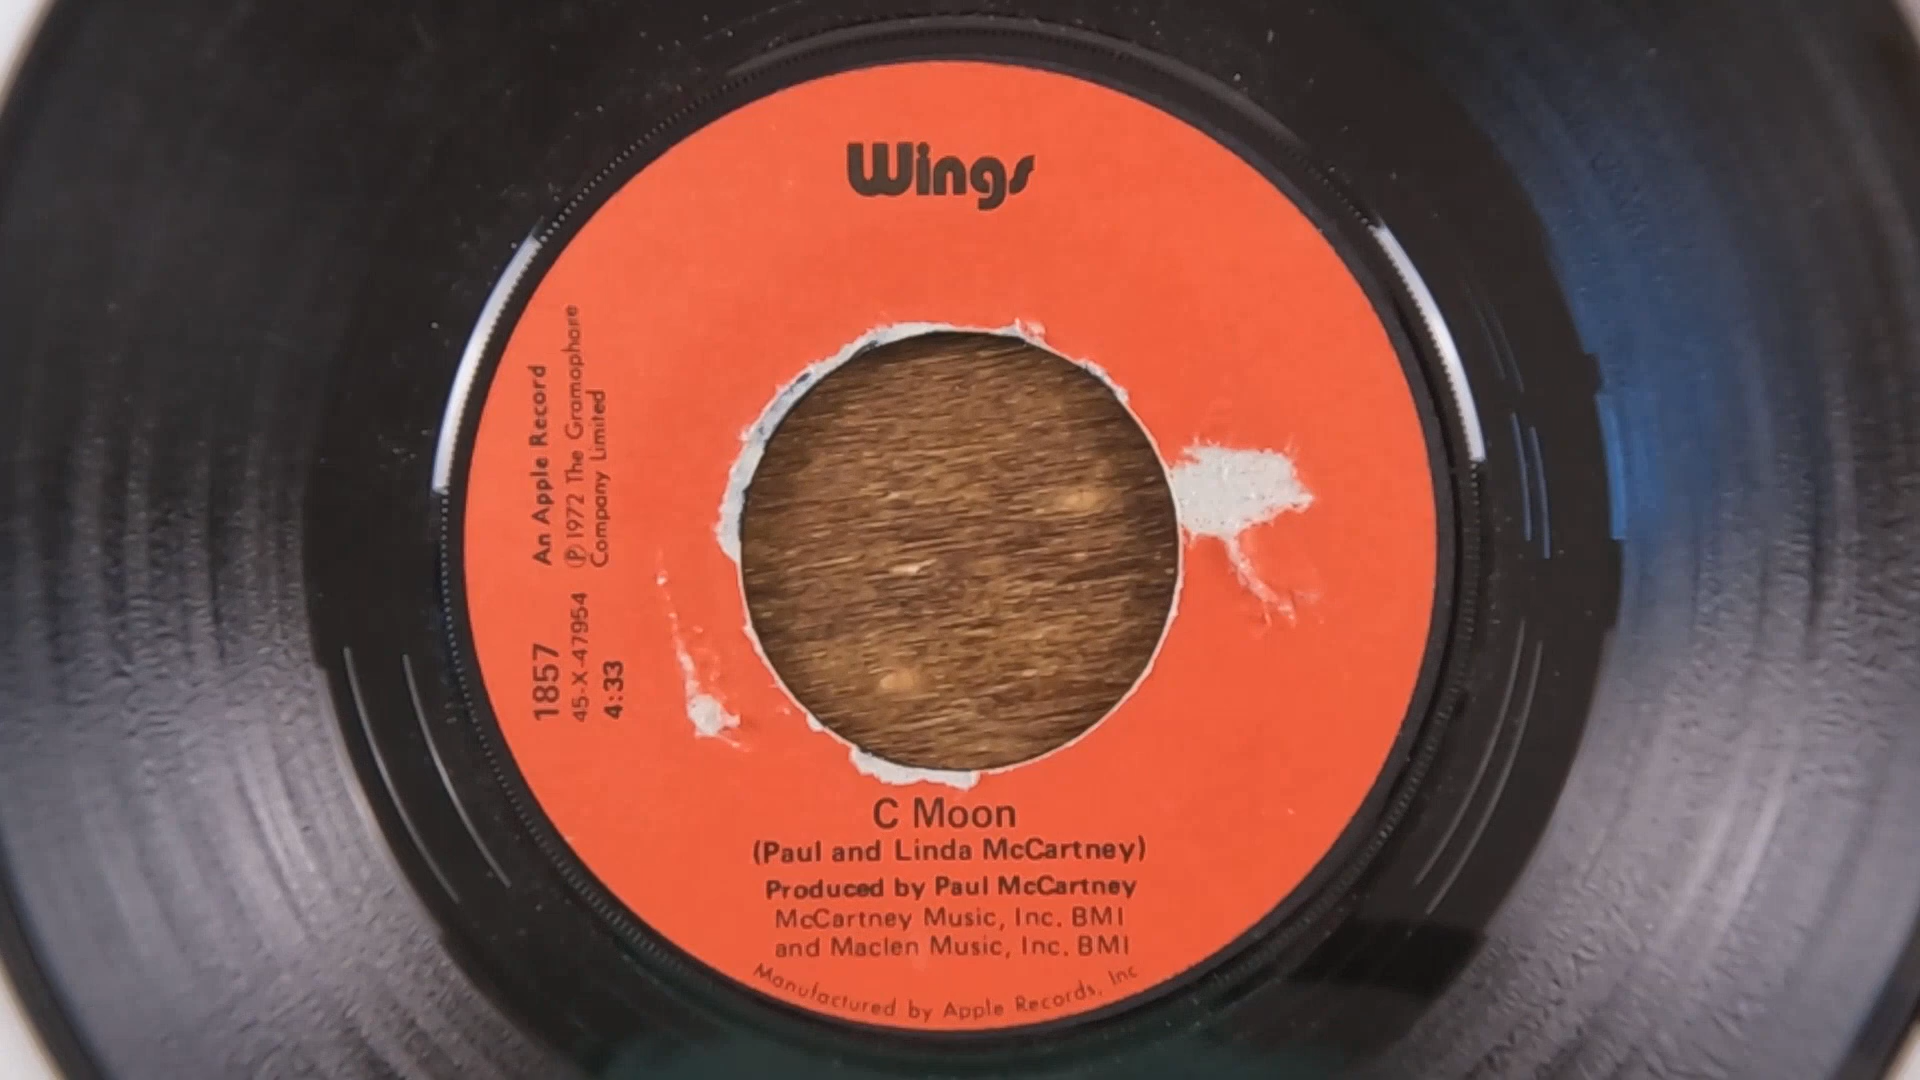 Wings
An Apple Record
℗ 1972 The Gramophone
Company Limited
1857
45-X-47954
4:33
C Moon
(Paul and Linda McCartney)
Produced by Paul McCartney
McCartney Music, Inc. BMI
and Maclen Music, Inc. BMI
Manufactured by Apple Records, Inc